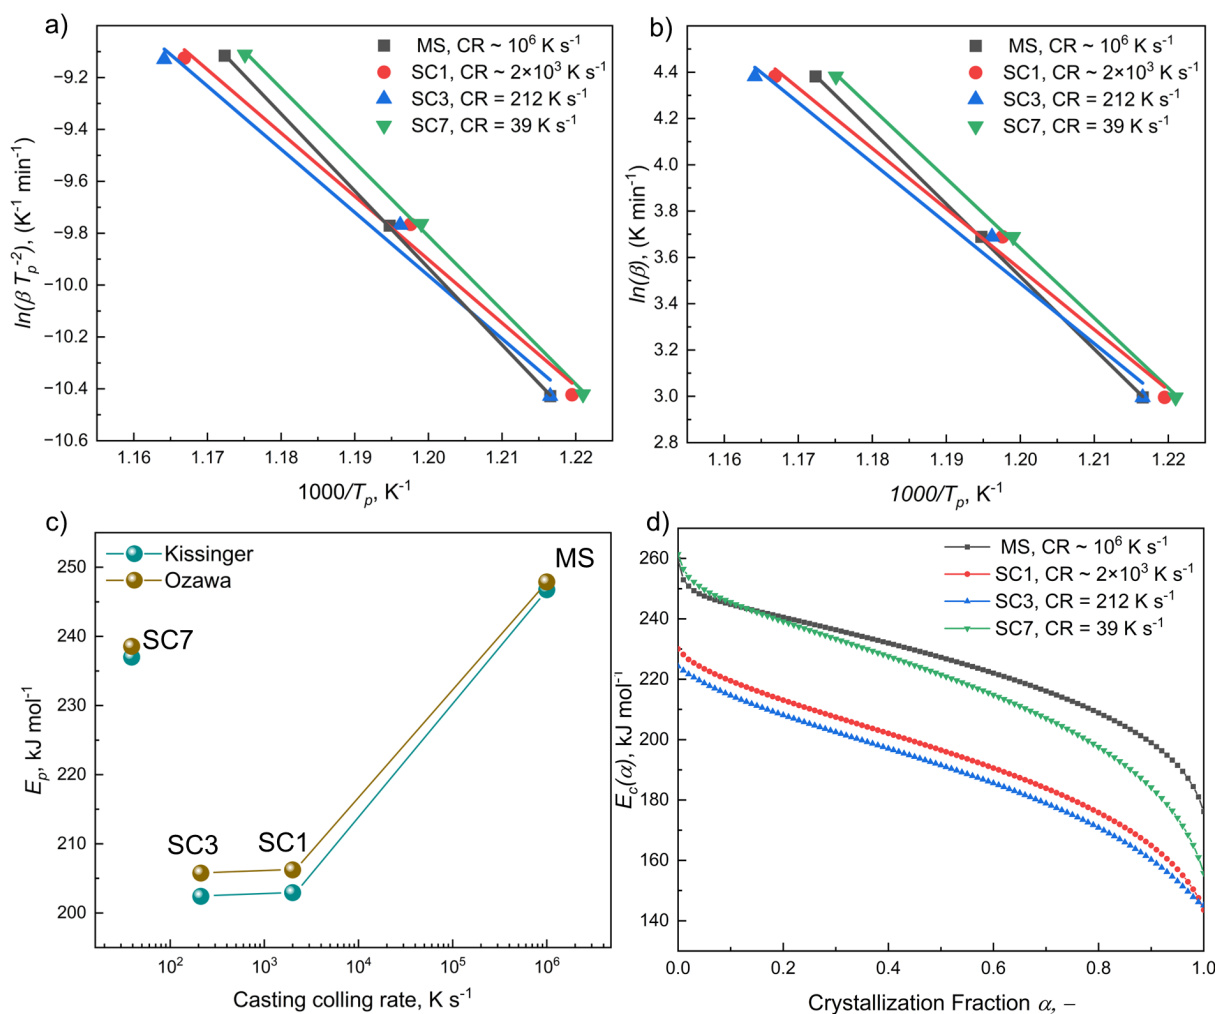 a)
MS, CR ~ 10⁶ K s⁻¹
SC1, CR ~ 2×10³ K s⁻¹
SC3, CR = 212 K s⁻¹
SC7, CR = 39 K s⁻¹
−9.2
−9.4
−9.6
−9.8
−10.0
−10.2
−10.4
−10.6
ln(β Tₚ⁻²), (K⁻¹ min⁻¹)
1.16 1.17 1.18 1.19 1.20 1.21 1.22
1000/Tₚ, K⁻¹
b)
MS, CR ~ 10⁶ K s⁻¹
SC1, CR ~ 2×10³ K s⁻¹
SC3, CR = 212 K s⁻¹
SC7, CR = 39 K s⁻¹
4.4
4.2
4.0
3.8
3.6
3.4
3.2
3.0
2.8
ln(β), (K min⁻¹)
1.16 1.17 1.18 1.19 1.20 1.21 1.22
1000/Tₚ, K⁻¹
c)
Kissinger
Ozawa
MS
SC7
SC3
SC1
250
240
230
220
210
200
Eₚ, kJ mol⁻¹
10² 10³ 10⁴ 10⁵ 10⁶
Casting colling rate, K s⁻¹
d)
MS, CR ~ 10⁶ K s⁻¹
SC1, CR ~ 2×10³ K s⁻¹
SC3, CR = 212 K s⁻¹
SC7, CR = 39 K s⁻¹
260
240
220
200
180
160
140
E_c(α), kJ mol⁻¹
0.0 0.2 0.4 0.6 0.8 1.0
Crystallization Fraction α, –